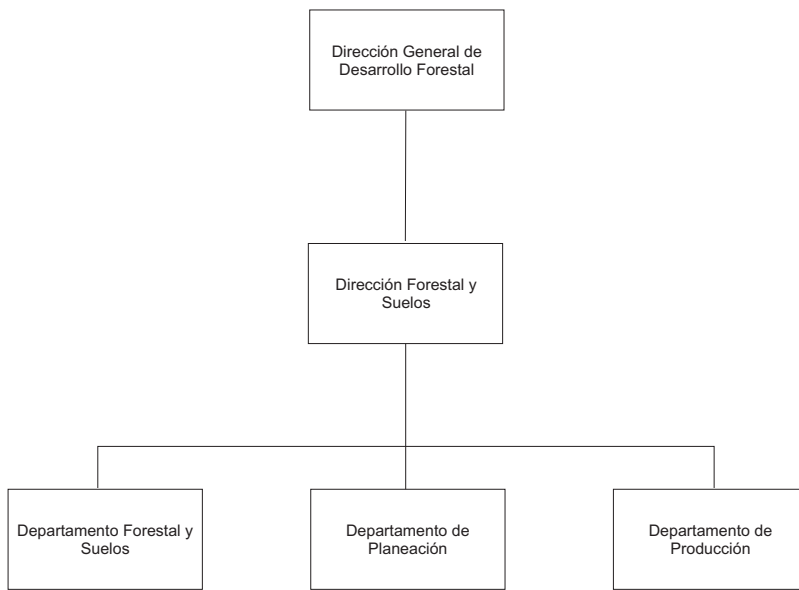 Dirección General de
Desarrollo Forestal
Dirección Forestal y
Suelos
Departamento Forestal y
Suelos
Departamento de
Planeación
Departamento de
Producción